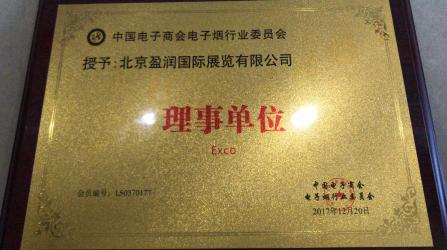 中国电子商会电子烟行业委员会
授予：北京盈润国际展览有限公司
理事单位
Exco
会员编号：LS0370177
中国电子商会
电子烟行业委员会
2017年12月20日